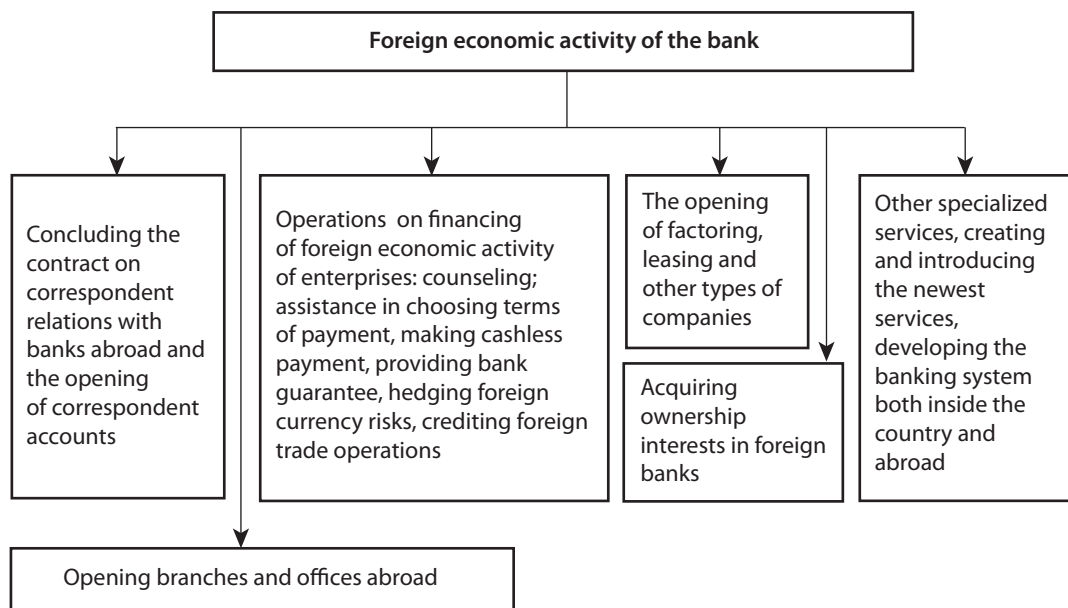 Foreign economic activity of the bank
Concluding the
contract on
correspondent
relations with
banks abroad and
the opening
of correspondent
accounts
Operations on financing
of foreign economic activity
of enterprises: counseling;
assistance in choosing terms
of payment, making cashless
payment, providing bank
guarantee, hedging foreign
currency risks, crediting foreign
trade operations
The opening
of factoring,
leasing and
other types of
companies
Acquiring
ownership
interests in foreign
banks
Other specialized
services, creating
and introducing
the newest
services,
developing the
banking system
both inside the
country and
abroad
Opening branches and offices abroad